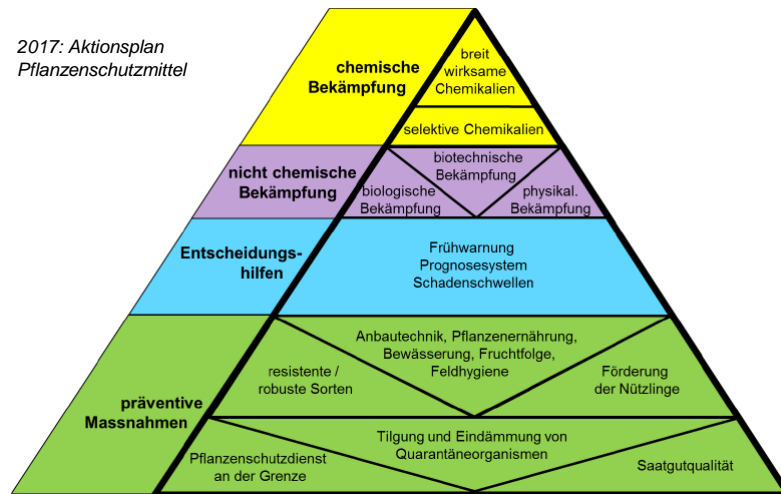 2017: Aktionsplan
Pflanzenschutzmittel
chemische
Bekämpfung
breit
wirksame
Chemikalien
selektive Chemikalien
nicht chemische
Bekämpfung
biotechnische
Bekämpfung
biologische
Bekämpfung
physikal.
Bekämpfung
Entscheidungs-
hilfen
Frühwarnung
Prognosesystem
Schadenschwellen
präventive
Massnahmen
Anbautechnik, Pflanzenernährung,
Bewässerung, Fruchtfolge,
Feldhygiene
resistente /
robuste Sorten
Förderung
der Nützlinge
Tilgung und Eindämmung von
Quarantäneorganismen
Pflanzenschutzdienst
an der Grenze
Saatgutqualität